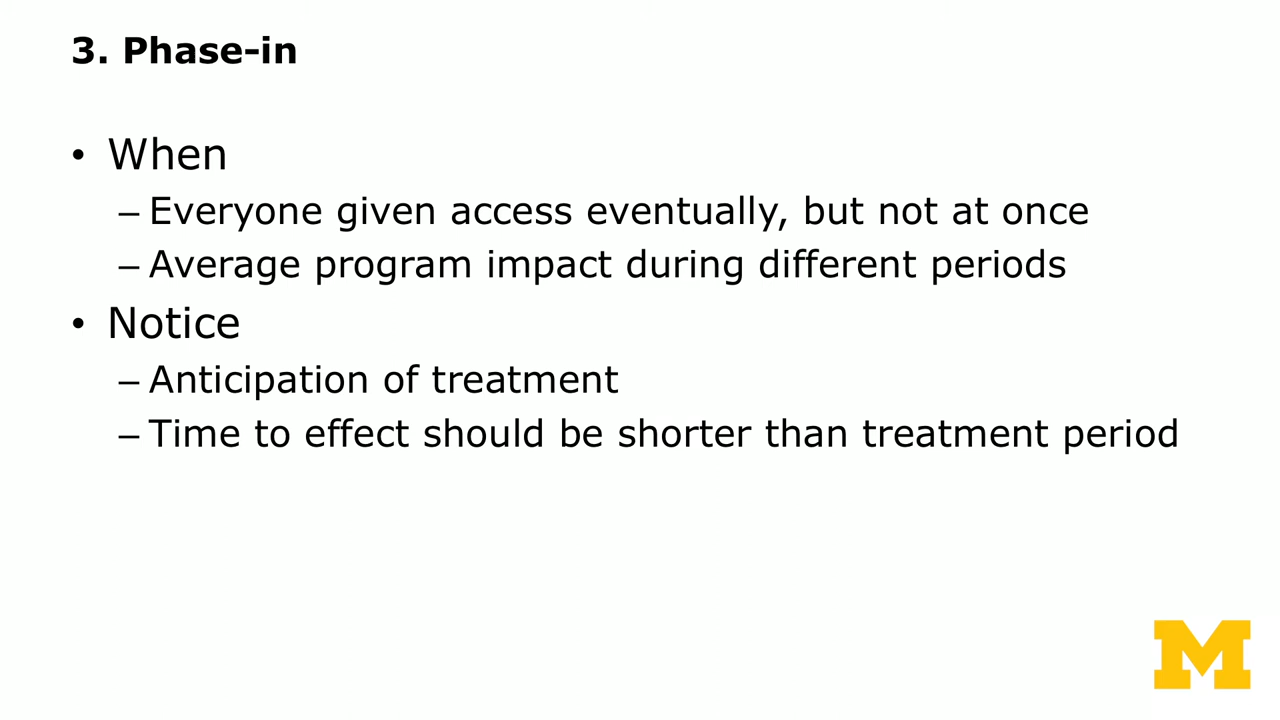 3. Phase-in
• When
– Everyone given access eventually, but not at once
– Average program impact during different periods
• Notice
– Anticipation of treatment
– Time to effect should be shorter than treatment period
M